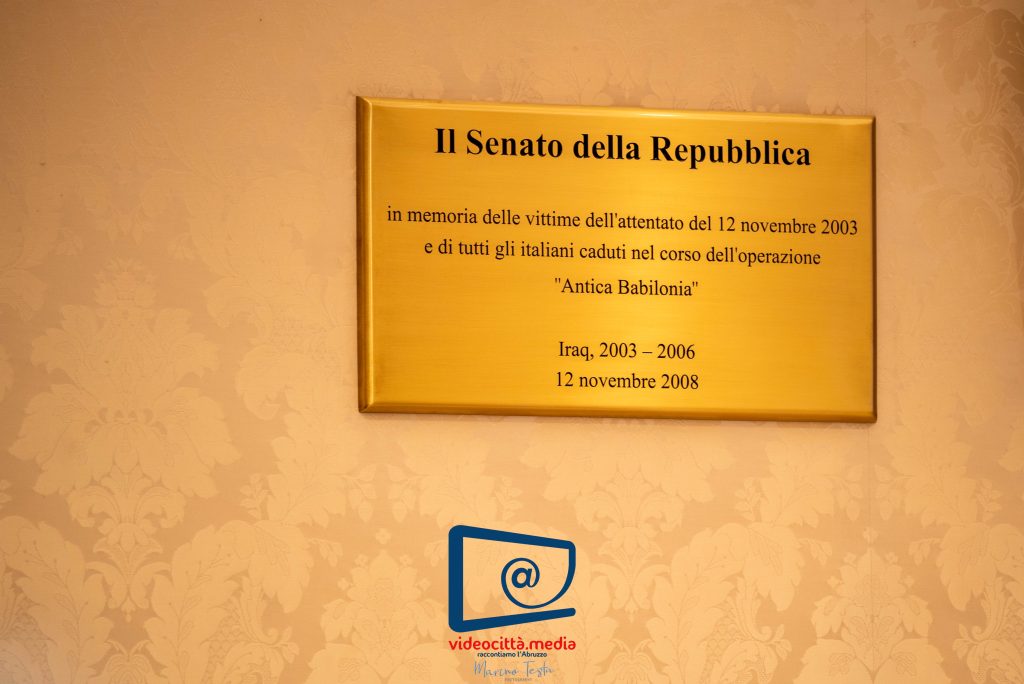 Il Senato della Repubblica
in memoria delle vittime dell'attentato del 12 novembre 2003
e di tutti gli italiani caduti nel corso dell'operazione
"Antica Babilonia"
Iraq, 2003 – 2006
12 novembre 2008
@
videocittà.media
raccontiamo l'Abruzzo
Marino Testa
PHOTOGRAPHY